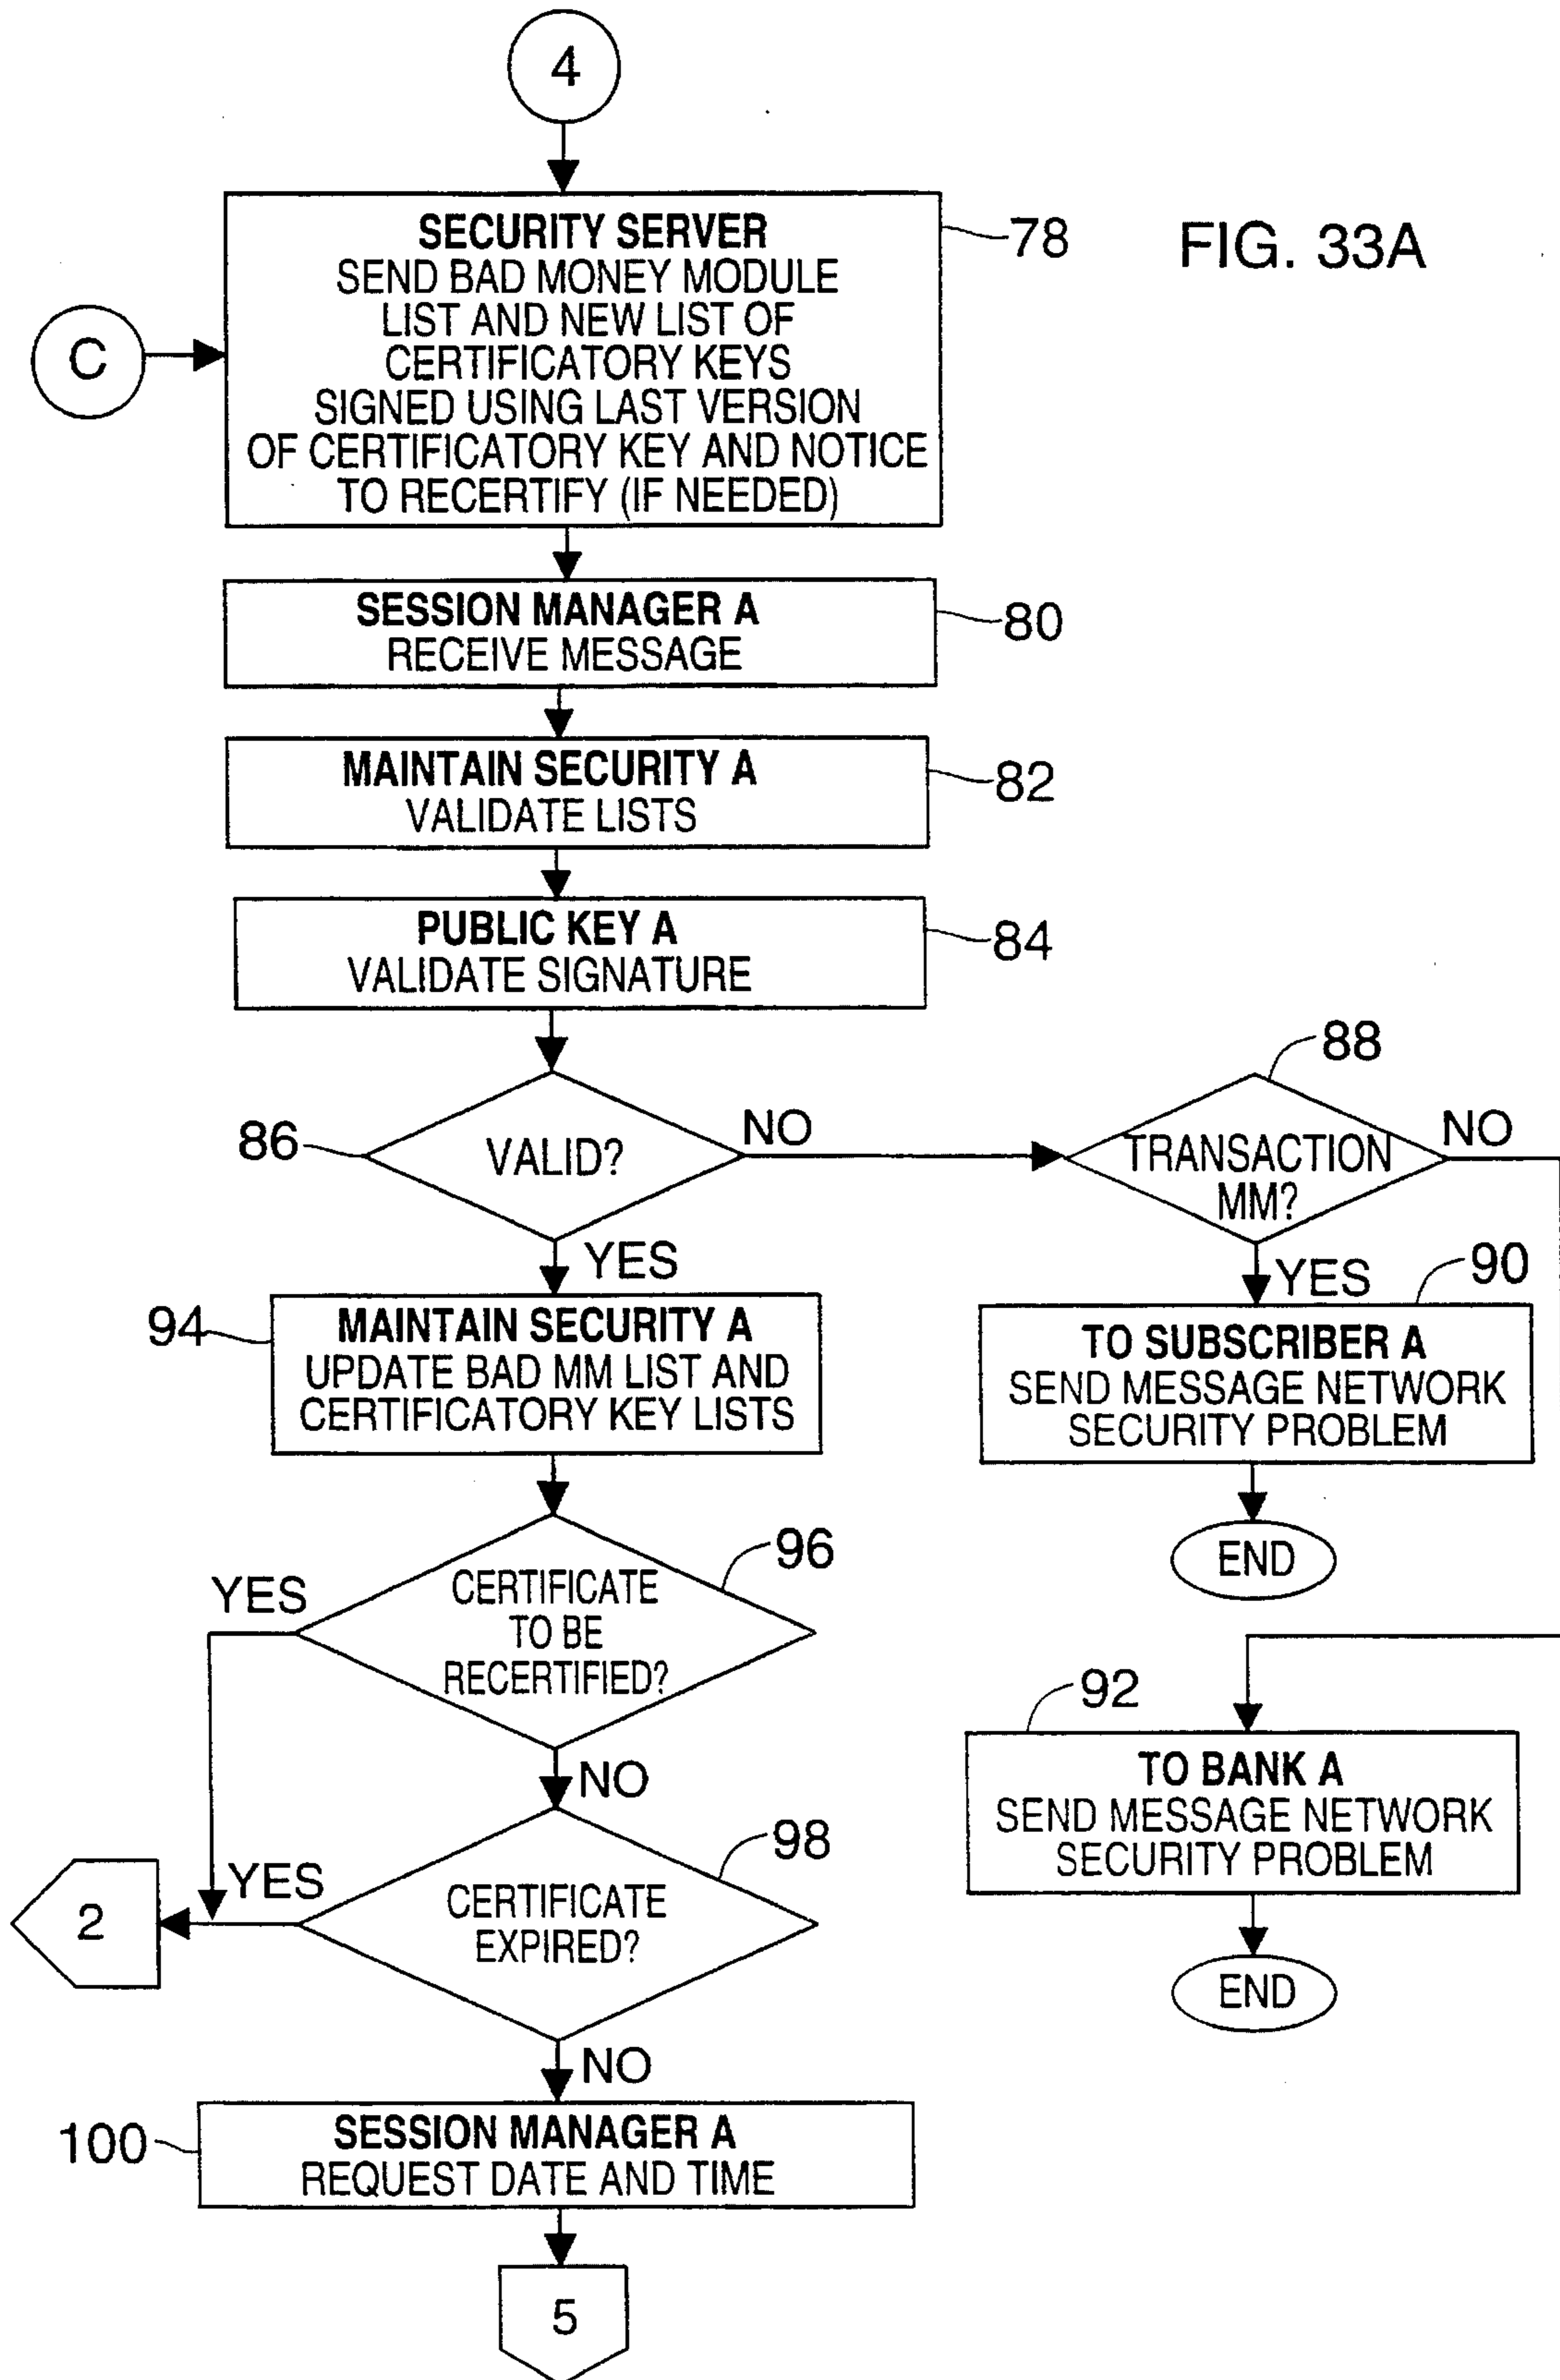 4
SECURITY SERVER
SEND BAD MONEY MODULE
LIST AND NEW LIST OF
CERTIFICATORY KEYS
SIGNED USING LAST VERSION
OF CERTIFICATORY KEY AND NOTICE
TO RECERTIFY (IF NEEDED)
78
FIG. 33A
C
SESSION MANAGER A
RECEIVE MESSAGE
80
MAINTAIN SECURITY A
VALIDATE LISTS
82
PUBLIC KEY A
VALIDATE SIGNATURE
84
86
VALID?
NO
88
TRANSACTION
MM?
NO
YES
YES
90
94
MAINTAIN SECURITY A
UPDATE BAD MM LIST AND
CERTIFICATORY KEY LISTS
TO SUBSCRIBER A
SEND MESSAGE NETWORK
SECURITY PROBLEM
END
96
YES
CERTIFICATE
TO BE
RECERTIFIED?
NO
92
TO BANK A
SEND MESSAGE NETWORK
SECURITY PROBLEM
END
98
YES
2
CERTIFICATE
EXPIRED?
NO
100
SESSION MANAGER A
REQUEST DATE AND TIME
5